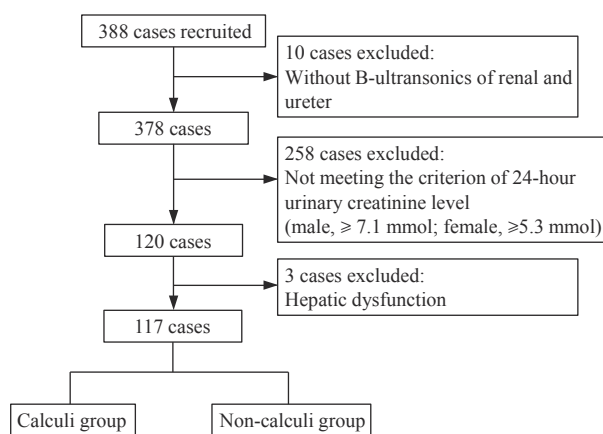 388 cases recruited
10 cases excluded:
Without B-ultransonics of renal and
ureter
378 cases
258 cases excluded:
Not meeting the criterion of 24-hour
urinary creatinine level
(male, ⩾ 7.1 mmol; female, ⩾5.3 mmol)
120 cases
3 cases excluded:
Hepatic dysfunction
117 cases
Calculi group
Non-calculi group